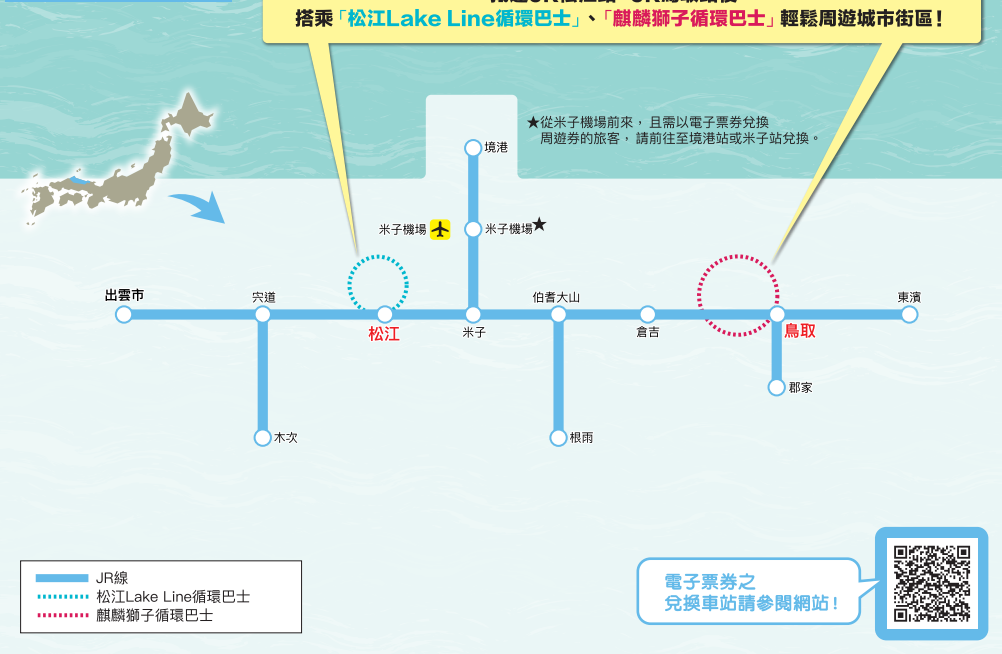 搭乘「松江Lake Line循環巴士」、「麒麟獅子循環巴士」輕鬆周遊城市街區！
★從米子機場前來，且需以電子票券兌換
周遊券的旅客，請前往至境港站或米子站兌換。
境港
米子機場
米子機場★
出雲市
宍道
松江
米子
伯耆大山
倉吉
鳥取
東濱
郡家
木次
根雨
JR線
松江Lake Line循環巴士
麒麟獅子循環巴士
電子票券之
兌換車站請參閱網站！